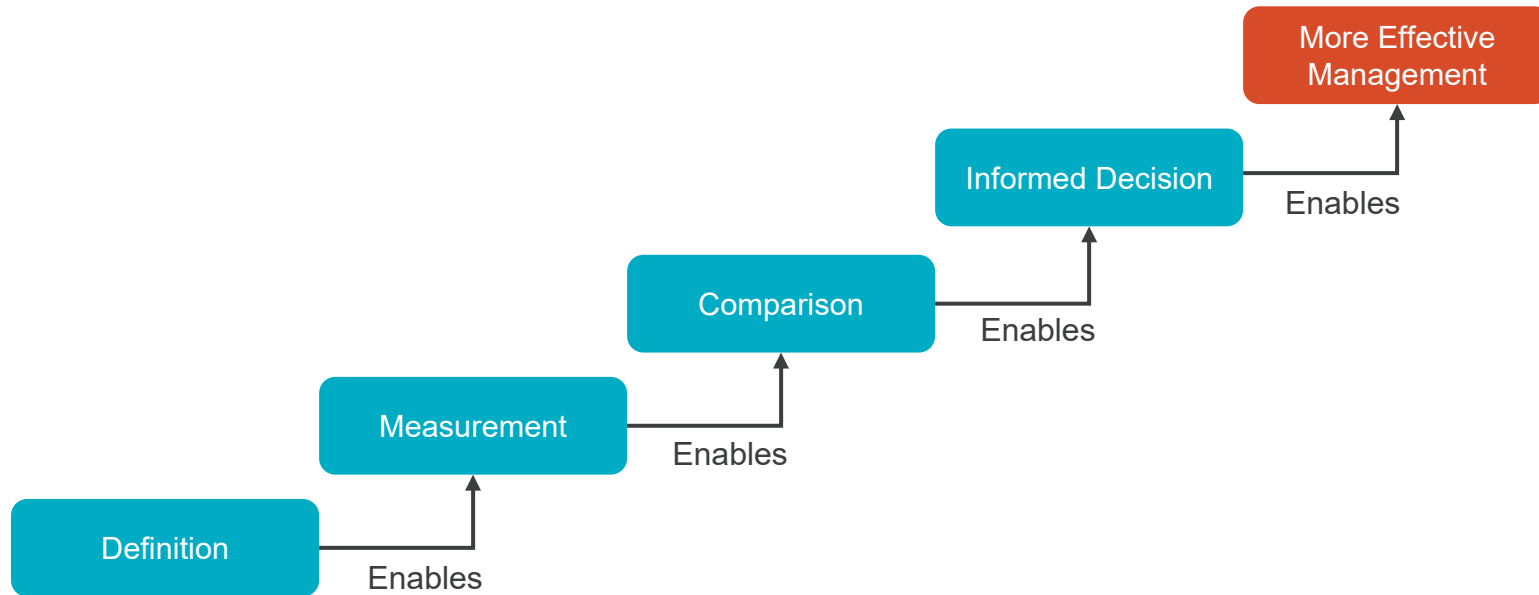 More Effective
Management
Informed Decision
Enables
Comparison
Enables
Measurement
Enables
Definition
Enables